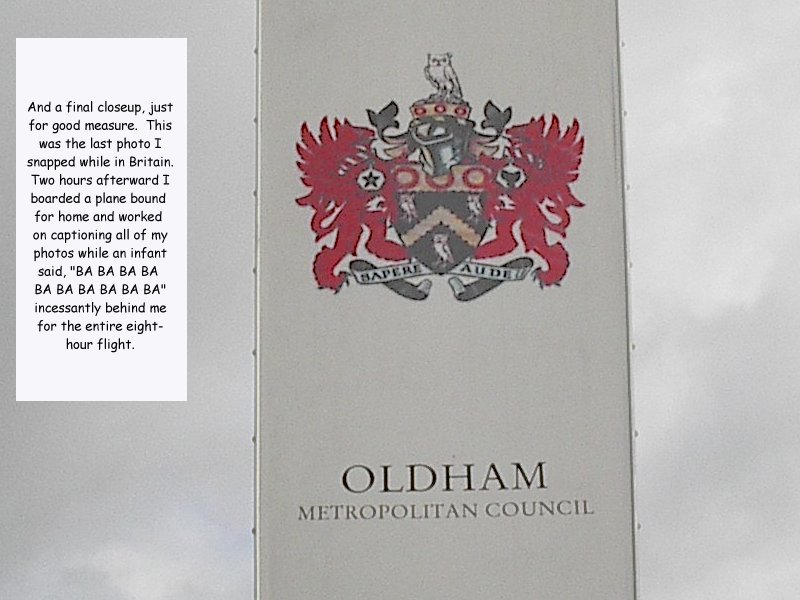 And a final closeup, just
for good measure.  This
was the last photo I
snapped while in Britain.
Two hours afterward I
boarded a plane bound
for home and worked
on captioning all of my
photos while an infant
said, "BA BA BA BA
BA BA BA BA BA BA"
incessantly behind me
for the entire eight-
hour flight.
SAPERE AUDE
OLDHAM
METROPOLITAN COUNCIL